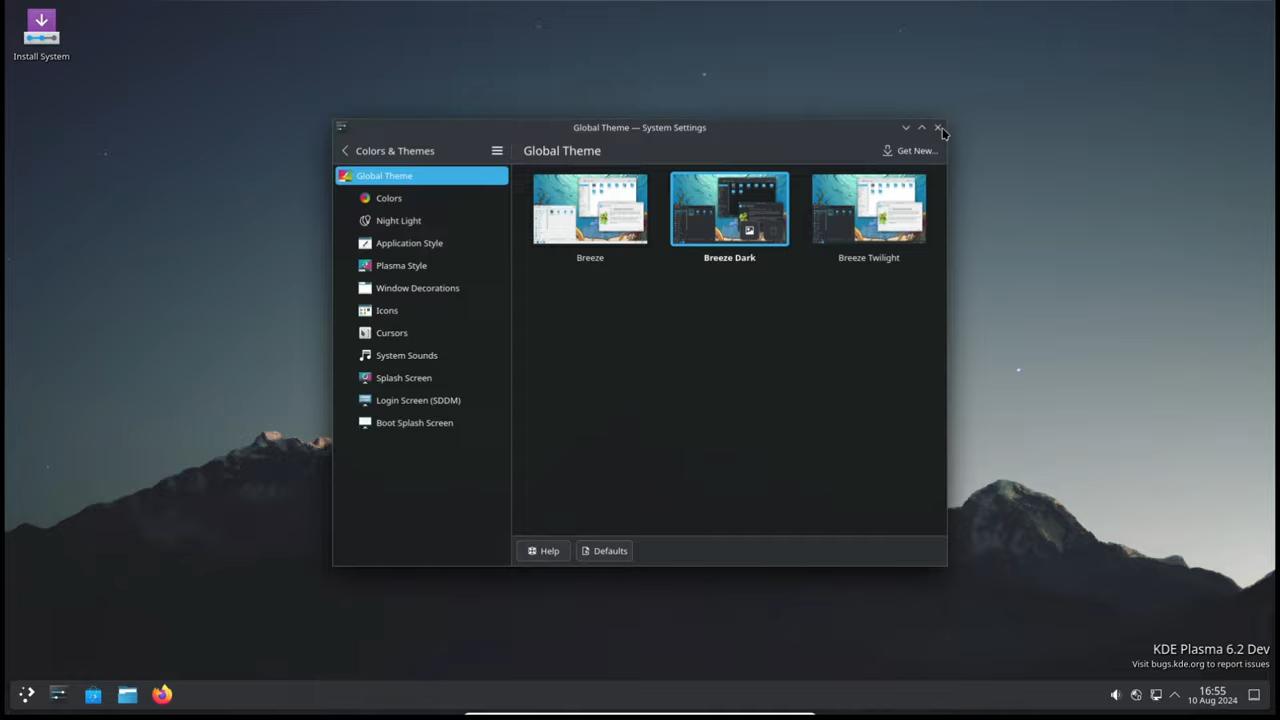 Install System
Global Theme — System Settings
Colors & Themes
Global Theme
Get New...
Global Theme
Colors
Night Light
Application Style
Plasma Style
Window Decorations
Icons
Cursors
System Sounds
Splash Screen
Login Screen (SDDM)
Boot Splash Screen
Breeze
Breeze Dark
Breeze Twilight
Help
Defaults
KDE Plasma 6.2 Dev
Visit bugs.kde.org to report issues
16:55
10 Aug 2024